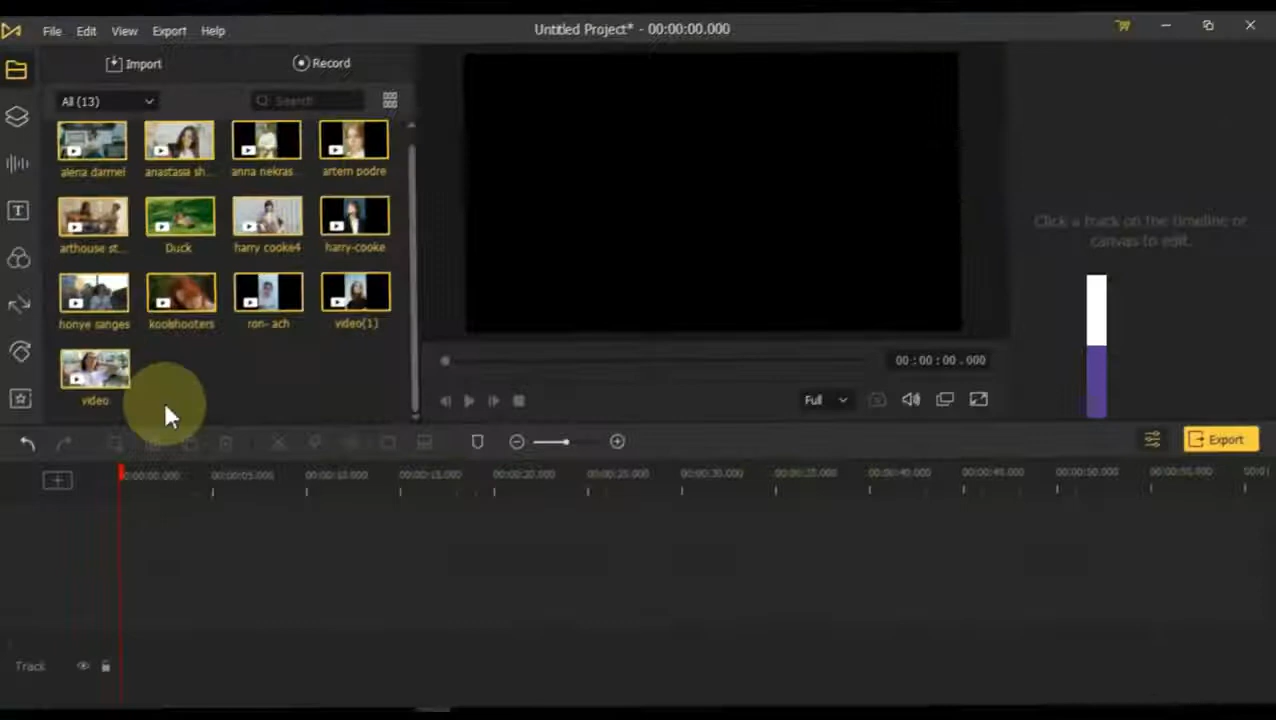 File Edit View Export Help
Untitled Project* - 00:00:00.000
Import
Record
All (13)
Search
alena darmel anastasia sh... anna nekras... artem podre
arthouse st... Duck harry cooke4 harry-cooke
honye sanges koolshooters ron- ach video(1)
video
Click a track on the timeline or
canvas to edit.
00:00:00.000
Full
Export
00:00:00.000 00:00:05.000 00:00:10.000 00:00:15.000 00:00:20.000 00:00:25.000 00:00:30.000 00:00:35.000 00:00:40.000 00:00:45.000 00:00:50.000 00:00:55.000
Track